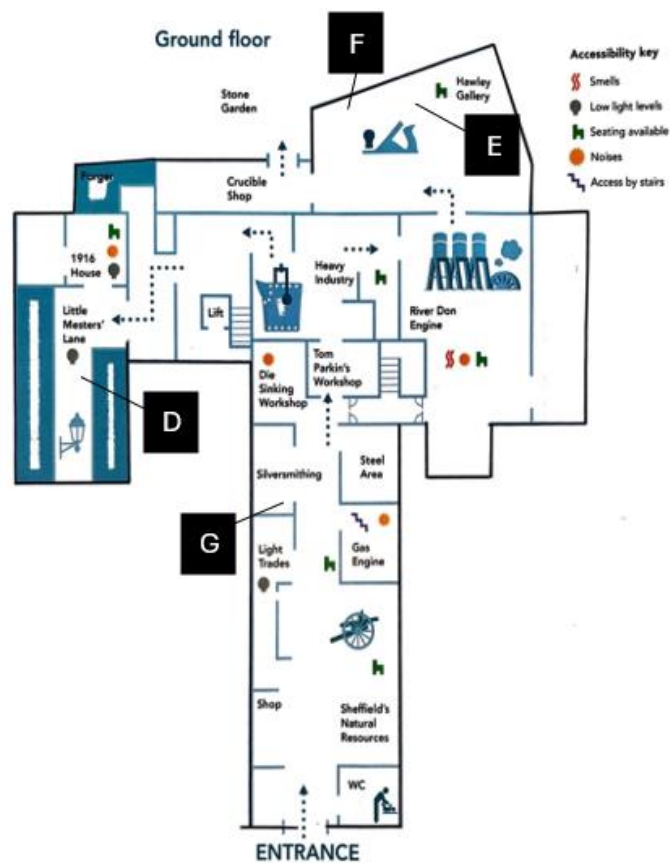 Ground floor
F
Accessibility key
Smells
Low light levels
Seating available
Noises
Access by stairs
Stone
Garden
Hawley
Gallery
E
Forger
Crucible
Shop
1916
House
Heavy
Industry
River Don
Engine
Little
Mesters'
Lane
Lift
Die
Sinking
Workshop
Tom
Parkin's
Workshop
D
Silversmithing
Steel
Area
G
Light
Trades
Gas
Engine
Shop
Sheffield's
Natural
Resources
WC
ENTRANCE